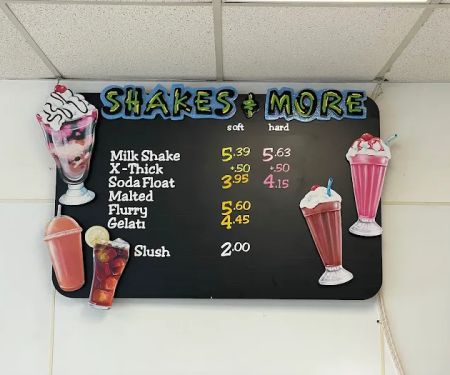 SHAKES & MORE
soft hard
Milk Shake 5.39 5.63
X-Thick +.50 +.50
Soda Float 3.95 4.15
Malted
Flurry 5.60
Gelati 4.45
Slush 2.00